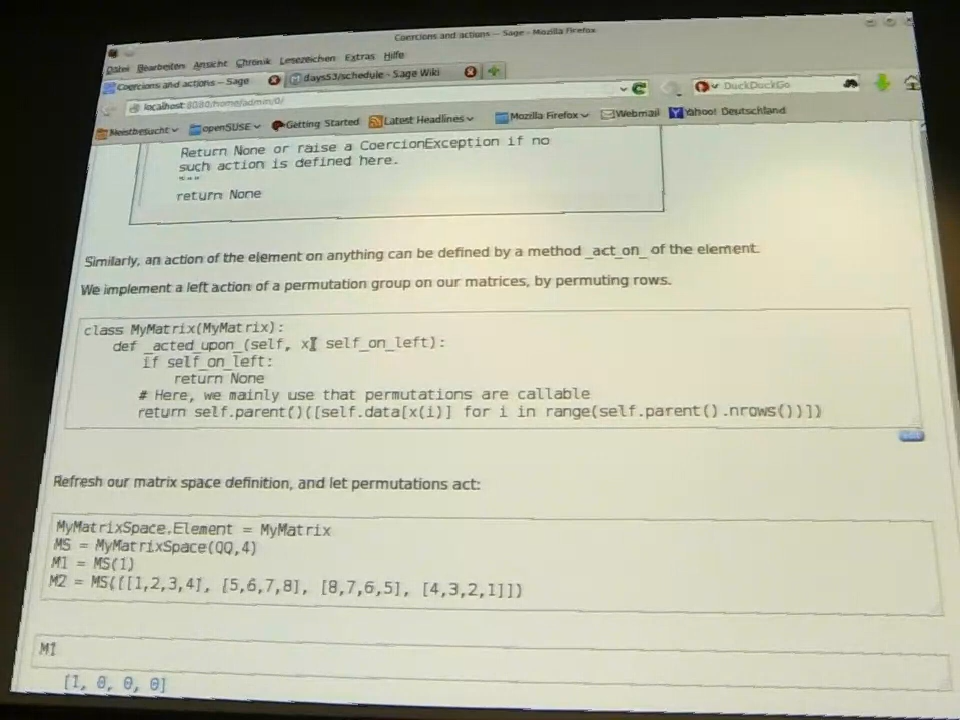 Coercions and actions – Sage - Mozilla Firefox
Datei Bearbeiten Ansicht Chronik Lesezeichen Extras Hilfe
Coercions and actions -- Sage days53/schedule - Sage Wiki
localhost:8080/home/admin/0/ DuckDuckGo
Meistbesucht openSUSE Getting Started Latest Headlines Mozilla Firefox Webmail Yahoo! Deutschland
Return None or raise a CoercionException if no
such action is defined here.
"""
return None
Similarly, an action of the element on anything can be defined by a method _act_on_ of the element.
We implement a left action of a permutation group on our matrices, by permuting rows.
class MyMatrix(MyMatrix):
def _acted_upon_(self, x, self_on_left):
if self_on_left:
return None
# Here, we mainly use that permutations are callable
return self.parent()([self.data[x(i)] for i in range(self.parent().nrows())])
Refresh our matrix space definition, and let permutations act:
MyMatrixSpace.Element = MyMatrix
MS = MyMatrixSpace(QQ,4)
M1 = MS(1)
M2 = MS([[1,2,3,4], [5,6,7,8], [8,7,6,5], [4,3,2,1]])
M1
[1, 0, 0, 0]